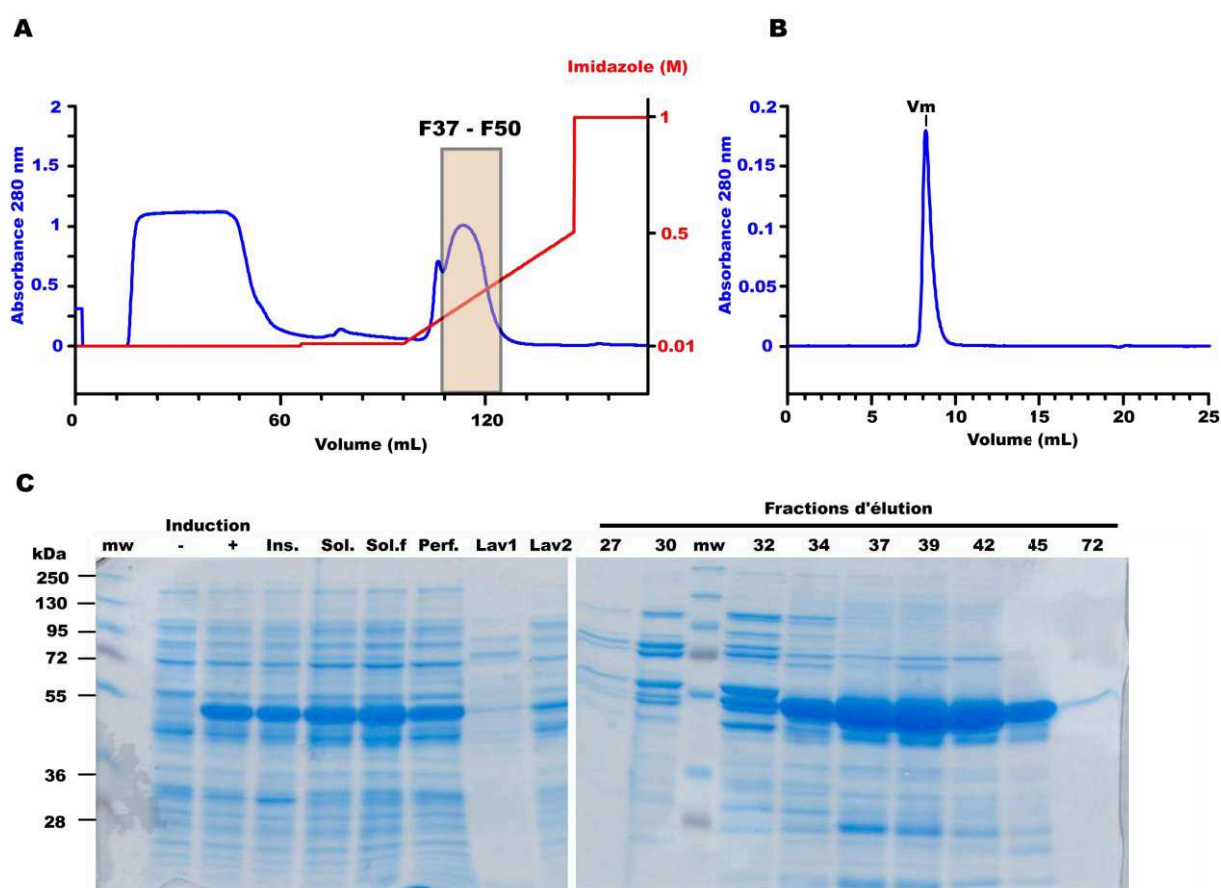 A
Imidazole (M)
Absorbance 280 nm
2
1.5
1
0.5
0
F37 - F50
1
0.5
0.01
0
60
120
Volume (mL)
B
Vm
Absorbance 280 nm
0.2
0.15
0.1
0.05
0
0
5
10
15
20
25
Volume (mL)
C
Induction
Fractions d'élution
kDa
mw - + Ins. Sol. Sol.f Perf. Lav1 Lav2 27 30 mw 32 34 37 39 42 45 72
250
130
95
72
55
36
28